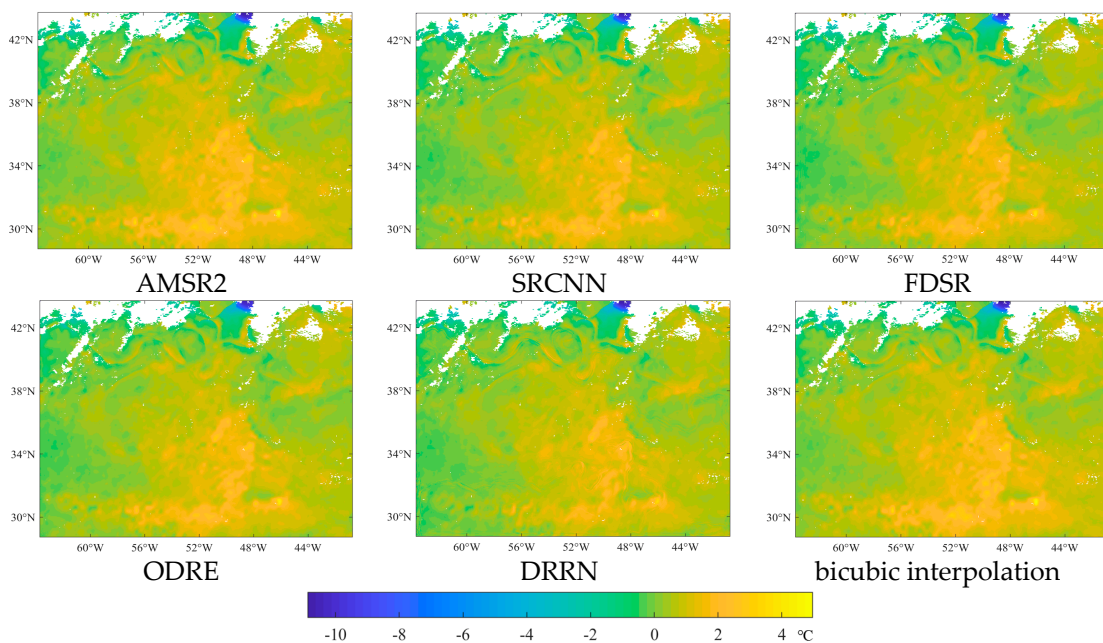 42°N 42°N 42°N
38°N 38°N 38°N
34°N 34°N 34°N
30°N 30°N 30°N
60°W 56°W 52°W 48°W 44°W 60°W 56°W 52°W 48°W 44°W 60°W 56°W 52°W 48°W 44°W
AMSR2 SRCNN FDSR
42°N 42°N 42°N
38°N 38°N 38°N
34°N 34°N 34°N
30°N 30°N 30°N
60°W 56°W 52°W 48°W 44°W 60°W 56°W 52°W 48°W 44°W 60°W 56°W 52°W 48°W 44°W
ODRE DRRN bicubic interpolation
-10 -8 -6 -4 -2 0 2 4 ℃